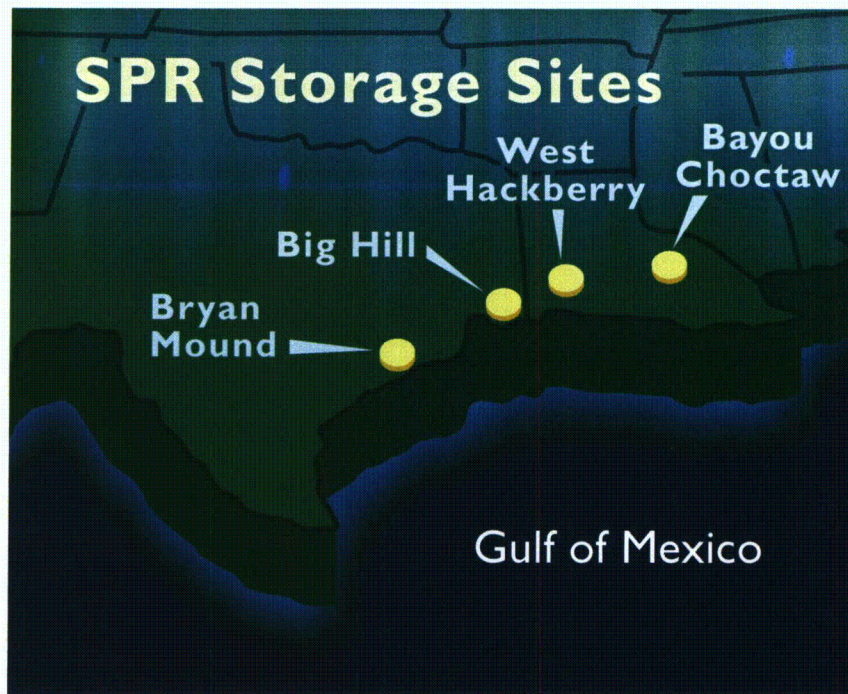 SPR Storage Sites
Bayou
Choctaw
West
Hackberry
Big Hill
Bryan
Mound
Gulf of Mexico